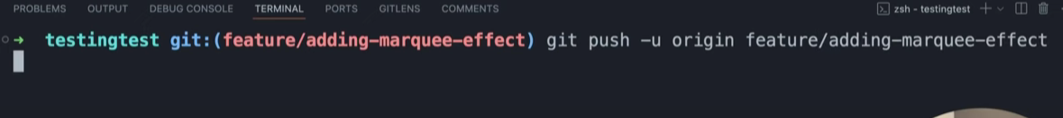 PROBLEMS OUTPUT DEBUG CONSOLE TERMINAL PORTS GITLENS COMMENTS zsh - testingtest
→ testingtest git:(feature/adding-marquee-effect) git push -u origin feature/adding-marquee-effect